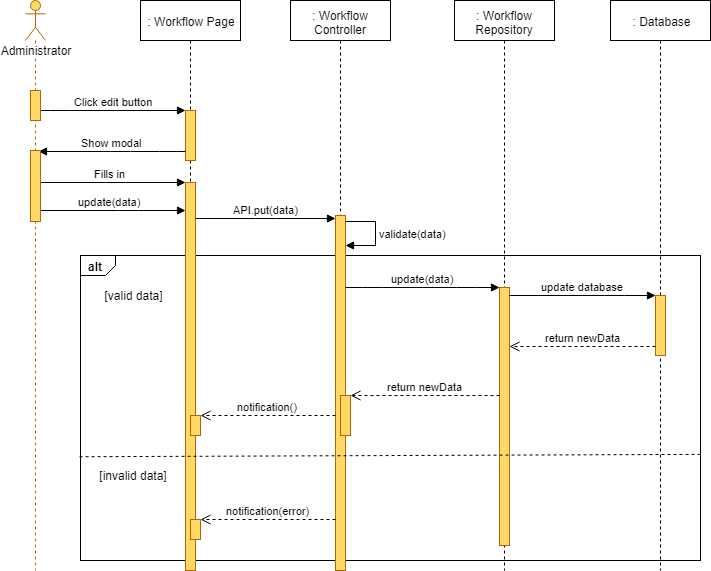 Administrator
: Workflow Page
: Workflow
Controller
: Workflow
Repository
: Database
Click edit button
Show modal
Fills in
update(data)
API.put(data)
validate(data)
alt
[valid data]
update(data)
update database
return newData
return newData
notification()
[invalid data]
notification(error)